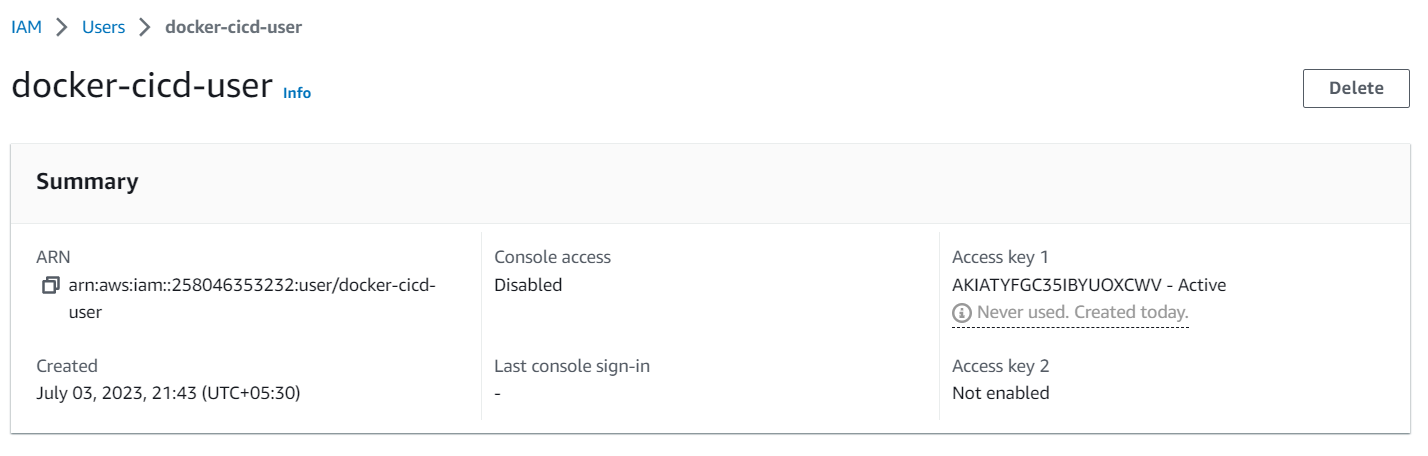 IAM > Users > docker-cicd-user
docker-cicd-user Info
Delete
Summary
ARN
arn:aws:iam::258046353232:user/docker-cicd-
user
Created
July 03, 2023, 21:43 (UTC+05:30)
Console access
Disabled
Last console sign-in
-
Access key 1
AKIATYFGC35IBYUOXCWV - Active
Never used. Created today.
Access key 2
Not enabled